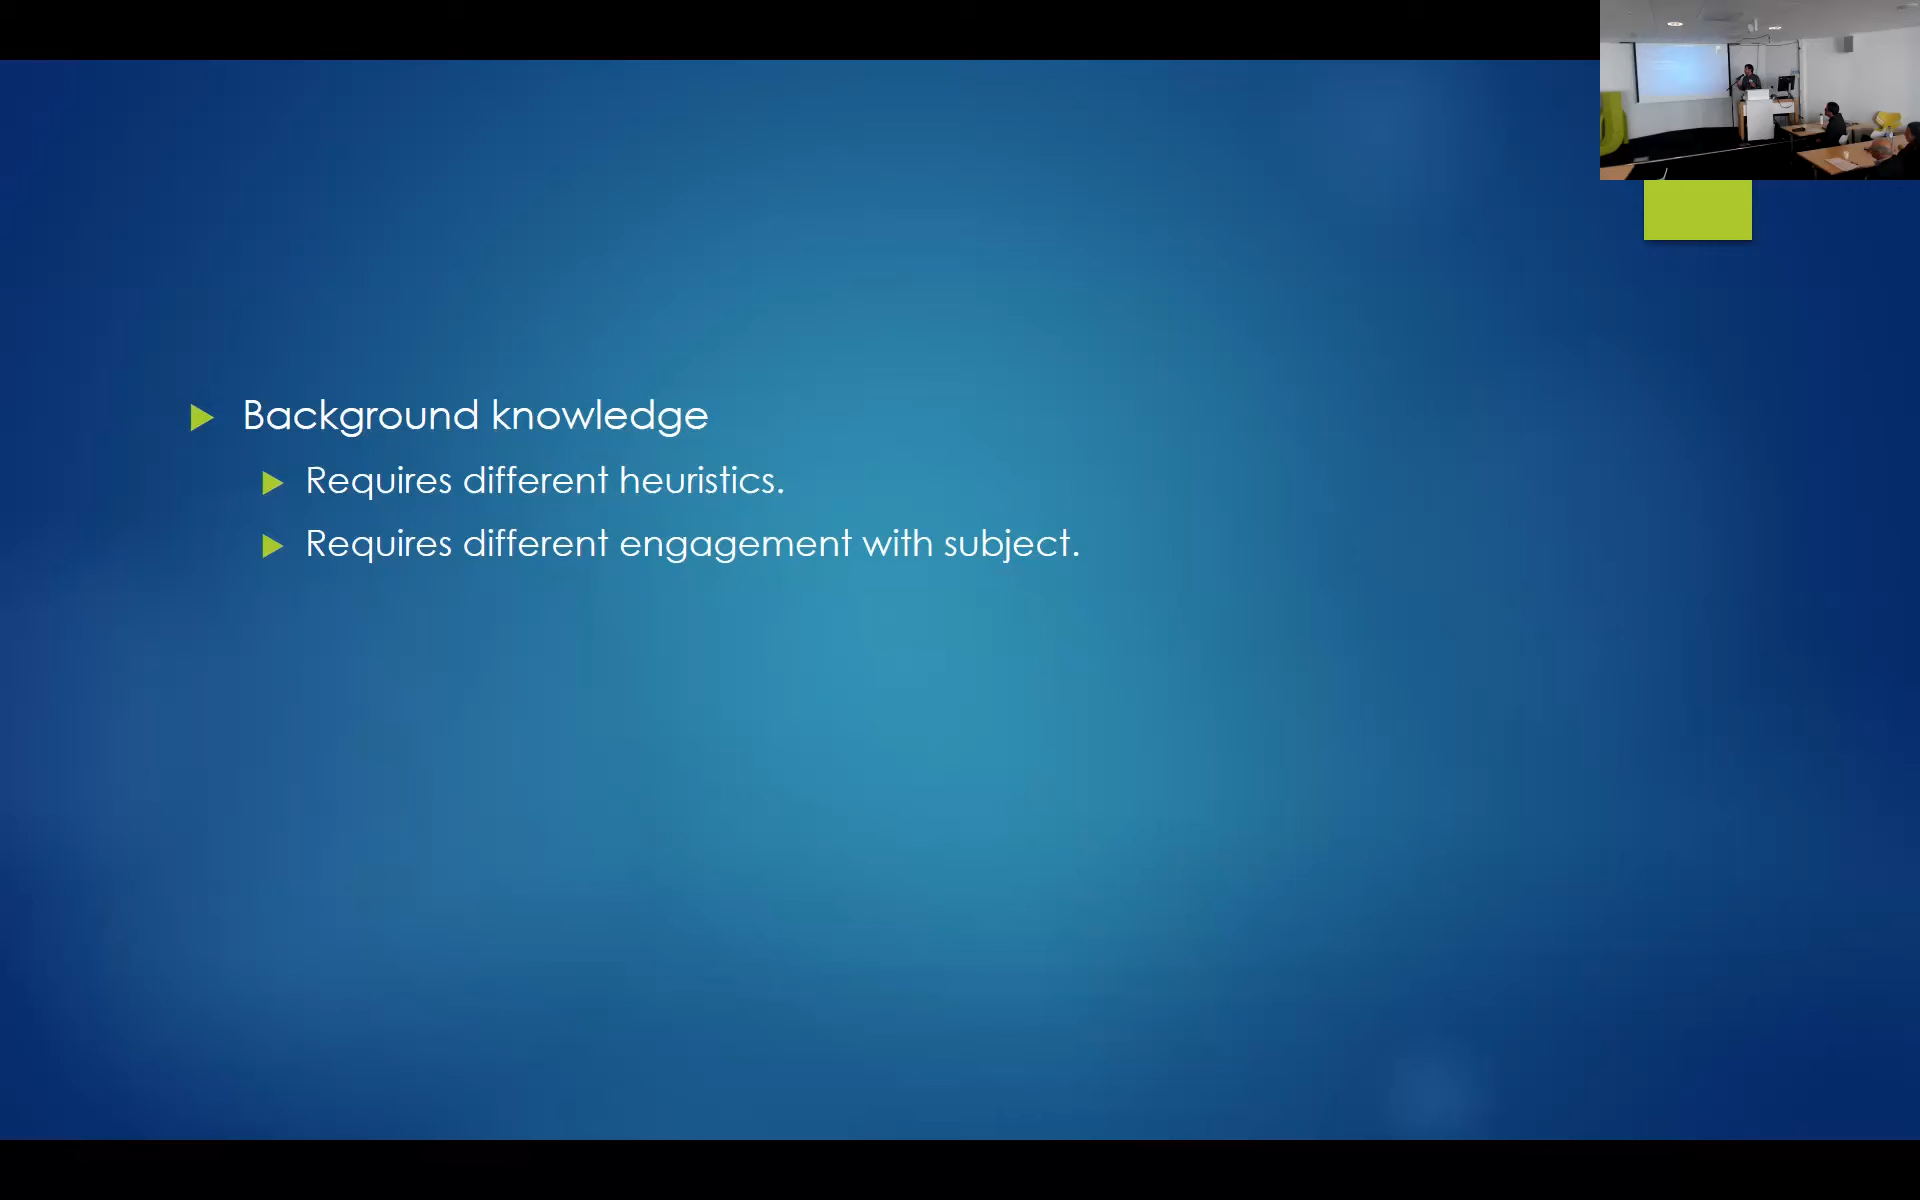 Background knowledge
Requires different heuristics.
Requires different engagement with subject.